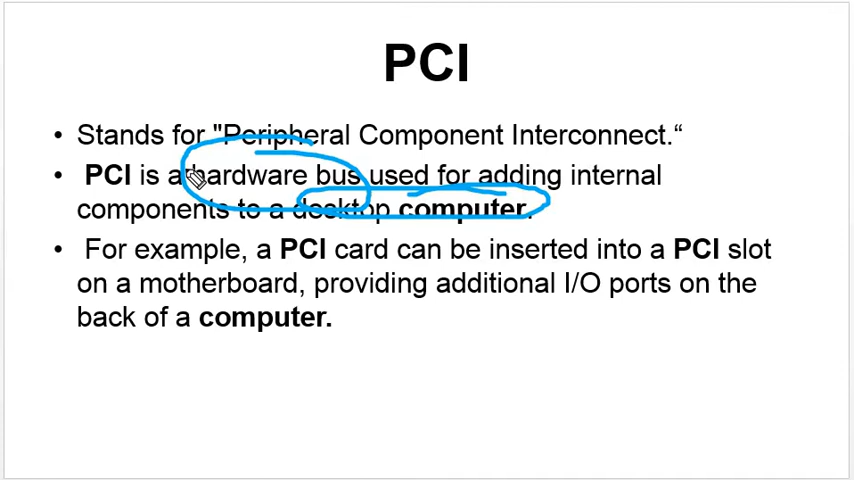 PCI
• Stands for "Peripheral Component Interconnect.“
• PCI is a hardware bus used for adding internal
components to a desktop computer.
• For example, a PCI card can be inserted into a PCI slot
on a motherboard, providing additional I/O ports on the
back of a computer.